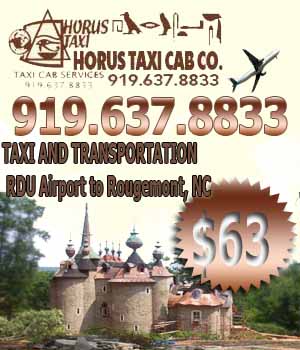 HORUS
TAXI
TAXI CAB SERVICES
919.637.8833
HORUS TAXI CAB CO.
919.637.8833
919.637.8833
TAXI AND TRANSPORTATION
RDU Airport to Rougemont, NC
$63